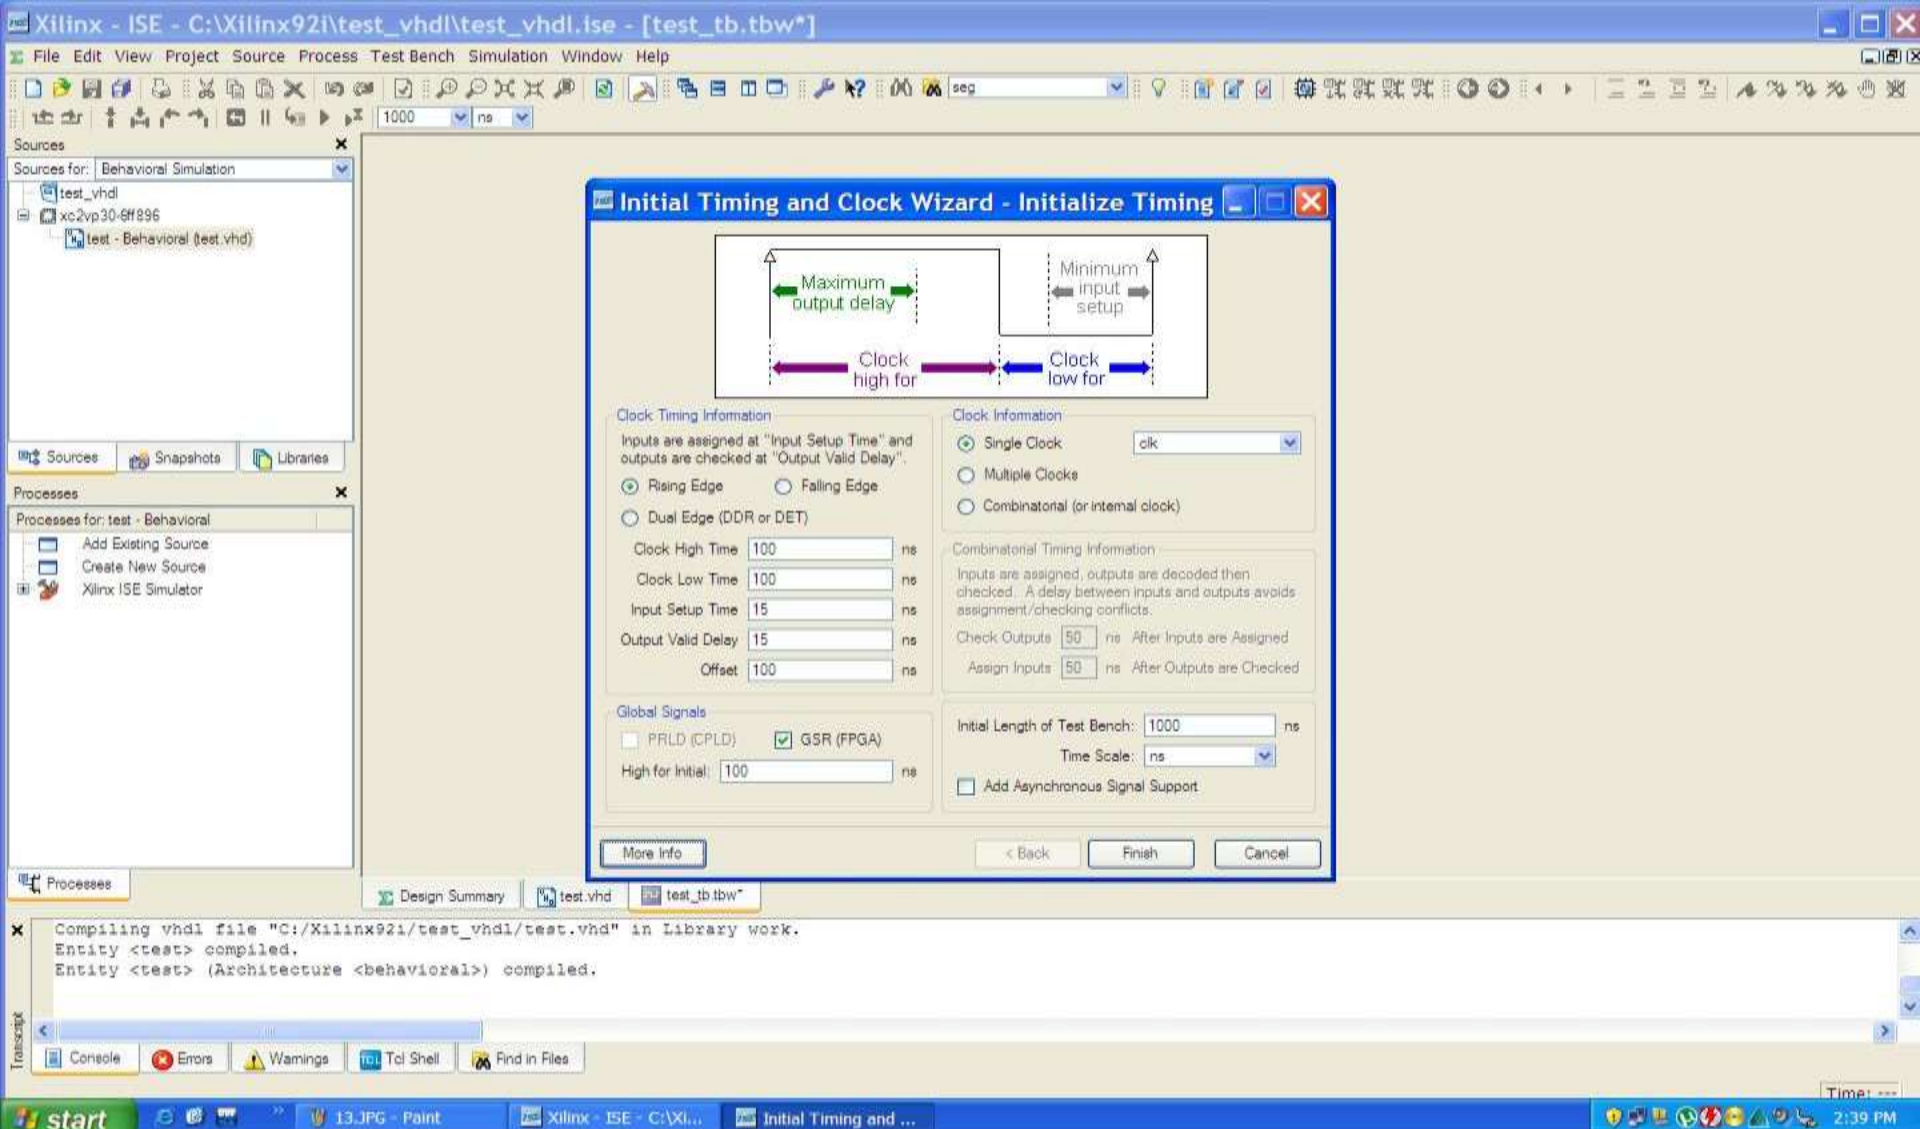 Xilinx - ISE - C:\Xilinx92i\test_vhdl\test_vhdl.ise - [test_tb.tbw*]
File Edit View Project Source Process Test Bench Simulation Window Help
seg
1000 ns
Sources
Sources for: Behavioral Simulation
test_vhdl
xc2vp30-6ff896
test - Behavioral (test.vhd)
Sources Snapshots Libraries
Processes
Processes for: test - Behavioral
Add Existing Source
Create New Source
Xilinx ISE Simulator
Processes
Initial Timing and Clock Wizard - Initialize Timing
Maximum
output delay
Minimum
input
setup
Clock
high for
Clock
low for
Clock Timing Information
Inputs are assigned at "Input Setup Time" and
outputs are checked at "Output Valid Delay".
Rising Edge Falling Edge
Dual Edge (DDR or DET)
Clock High Time 100 ns
Clock Low Time 100 ns
Input Setup Time 15 ns
Output Valid Delay 15 ns
Offset 100 ns
Global Signals
PRLD (CPLD) GSR (FPGA)
High for Initial: 100 ns
Clock Information
Single Clock clk
Multiple Clocks
Combinatorial (or internal clock)
Combinatorial Timing Information
Inputs are assigned, outputs are decoded then
checked. A delay between inputs and outputs avoids
assignment/checking conflicts.
Check Outputs 50 ns After Inputs are Assigned
Assign Inputs 50 ns After Outputs are Checked
Initial Length of Test Bench: 1000 ns
Time Scale: ns
Add Asynchronous Signal Support
More Info < Back Finish Cancel
Design Summary test.vhd test_tb.tbw*
Compiling vhdl file "C:/Xilinx92i/test_vhdl/test.vhd" in Library work.
Entity <test> compiled.
Entity <test> (Architecture <behavioral>) compiled.
Transcript
Console Errors Warnings Tcl Shell Find in Files
Time: ---
start 13.JPG - Paint Xilinx - ISE - C:\Xi... Initial Timing and ... 2:39 PM